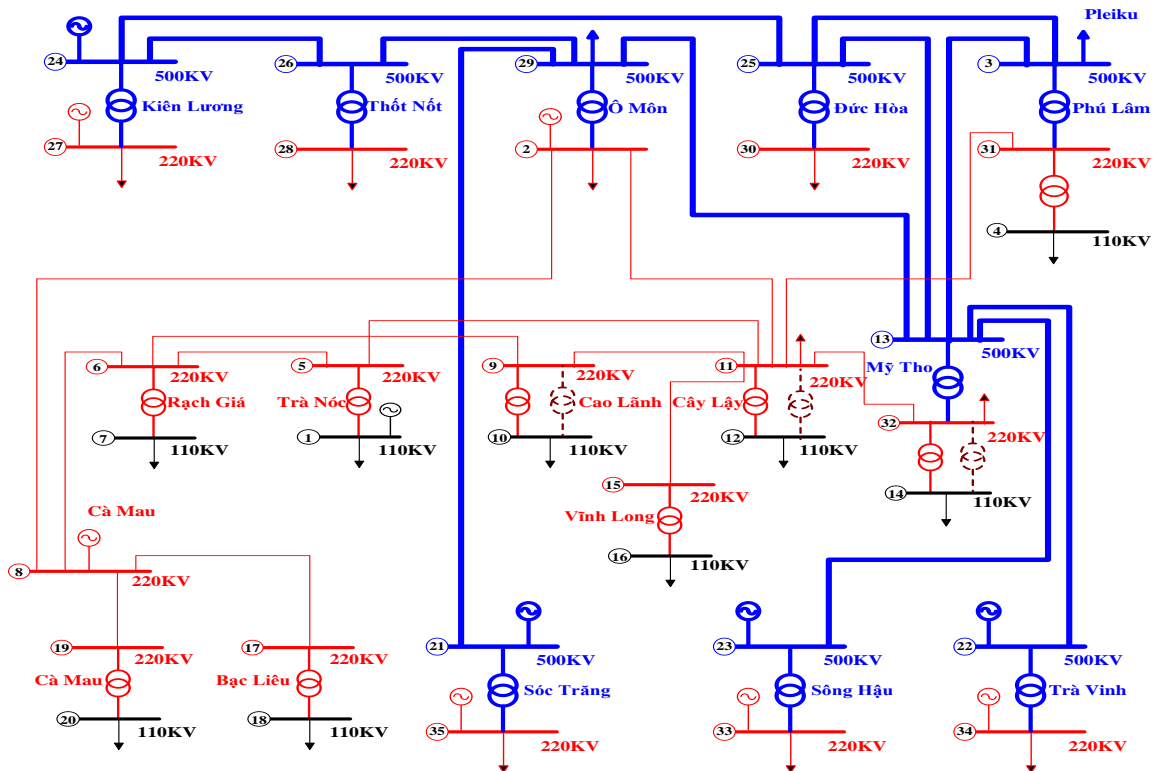 Pleiku
24
500KV
26
500KV
29
500KV
25
500KV
3
500KV
Kiên Lương
Thốt Nốt
Ô Môn
Đức Hòa
Phú Lâm
27
220KV
28
220KV
2
220KV
30
220KV
31
220KV
4
110KV
13
500KV
Mỹ Tho
6
220KV
5
220KV
9
220KV
11
220KV
Rạch Giá
Trà Nóc
Cao Lãnh
Cây Lậy
32
220KV
7
110KV
1
110KV
10
110KV
12
110KV
15
220KV
14
110KV
Vĩnh Long
Cà Mau
16
110KV
8
220KV
19
220KV
17
220KV
21
500KV
23
500KV
22
500KV
Cà Mau
Bạc Liêu
Sóc Trăng
Sông Hậu
Trà Vinh
20
110KV
18
110KV
35
220KV
33
220KV
34
220KV